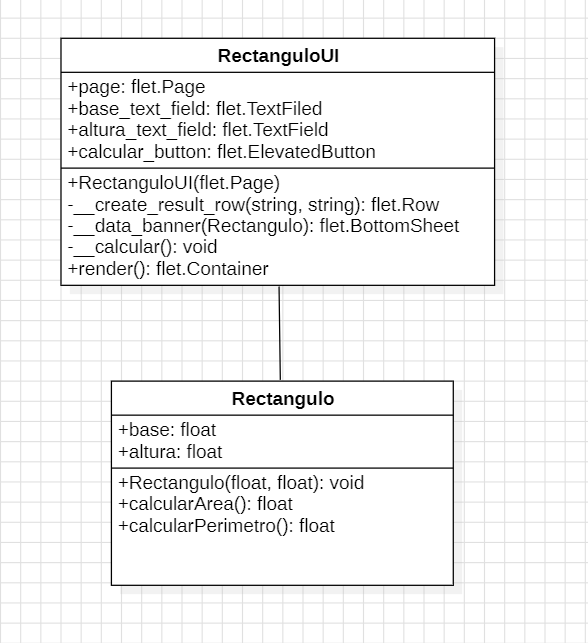 RectanguloUI
+page: flet.Page
+base_text_field: flet.TextFiled
+altura_text_field: flet.TextField
+calcular_button: flet.ElevatedButton
+RectanguloUI(flet.Page)
-__create_result_row(string, string): flet.Row
-__data_banner(Rectangulo): flet.BottomSheet
-__calcular(): void
+render(): flet.Container
Rectangulo
+base: float
+altura: float
+Rectangulo(float, float): void
+calcularArea(): float
+calcularPerimetro(): float